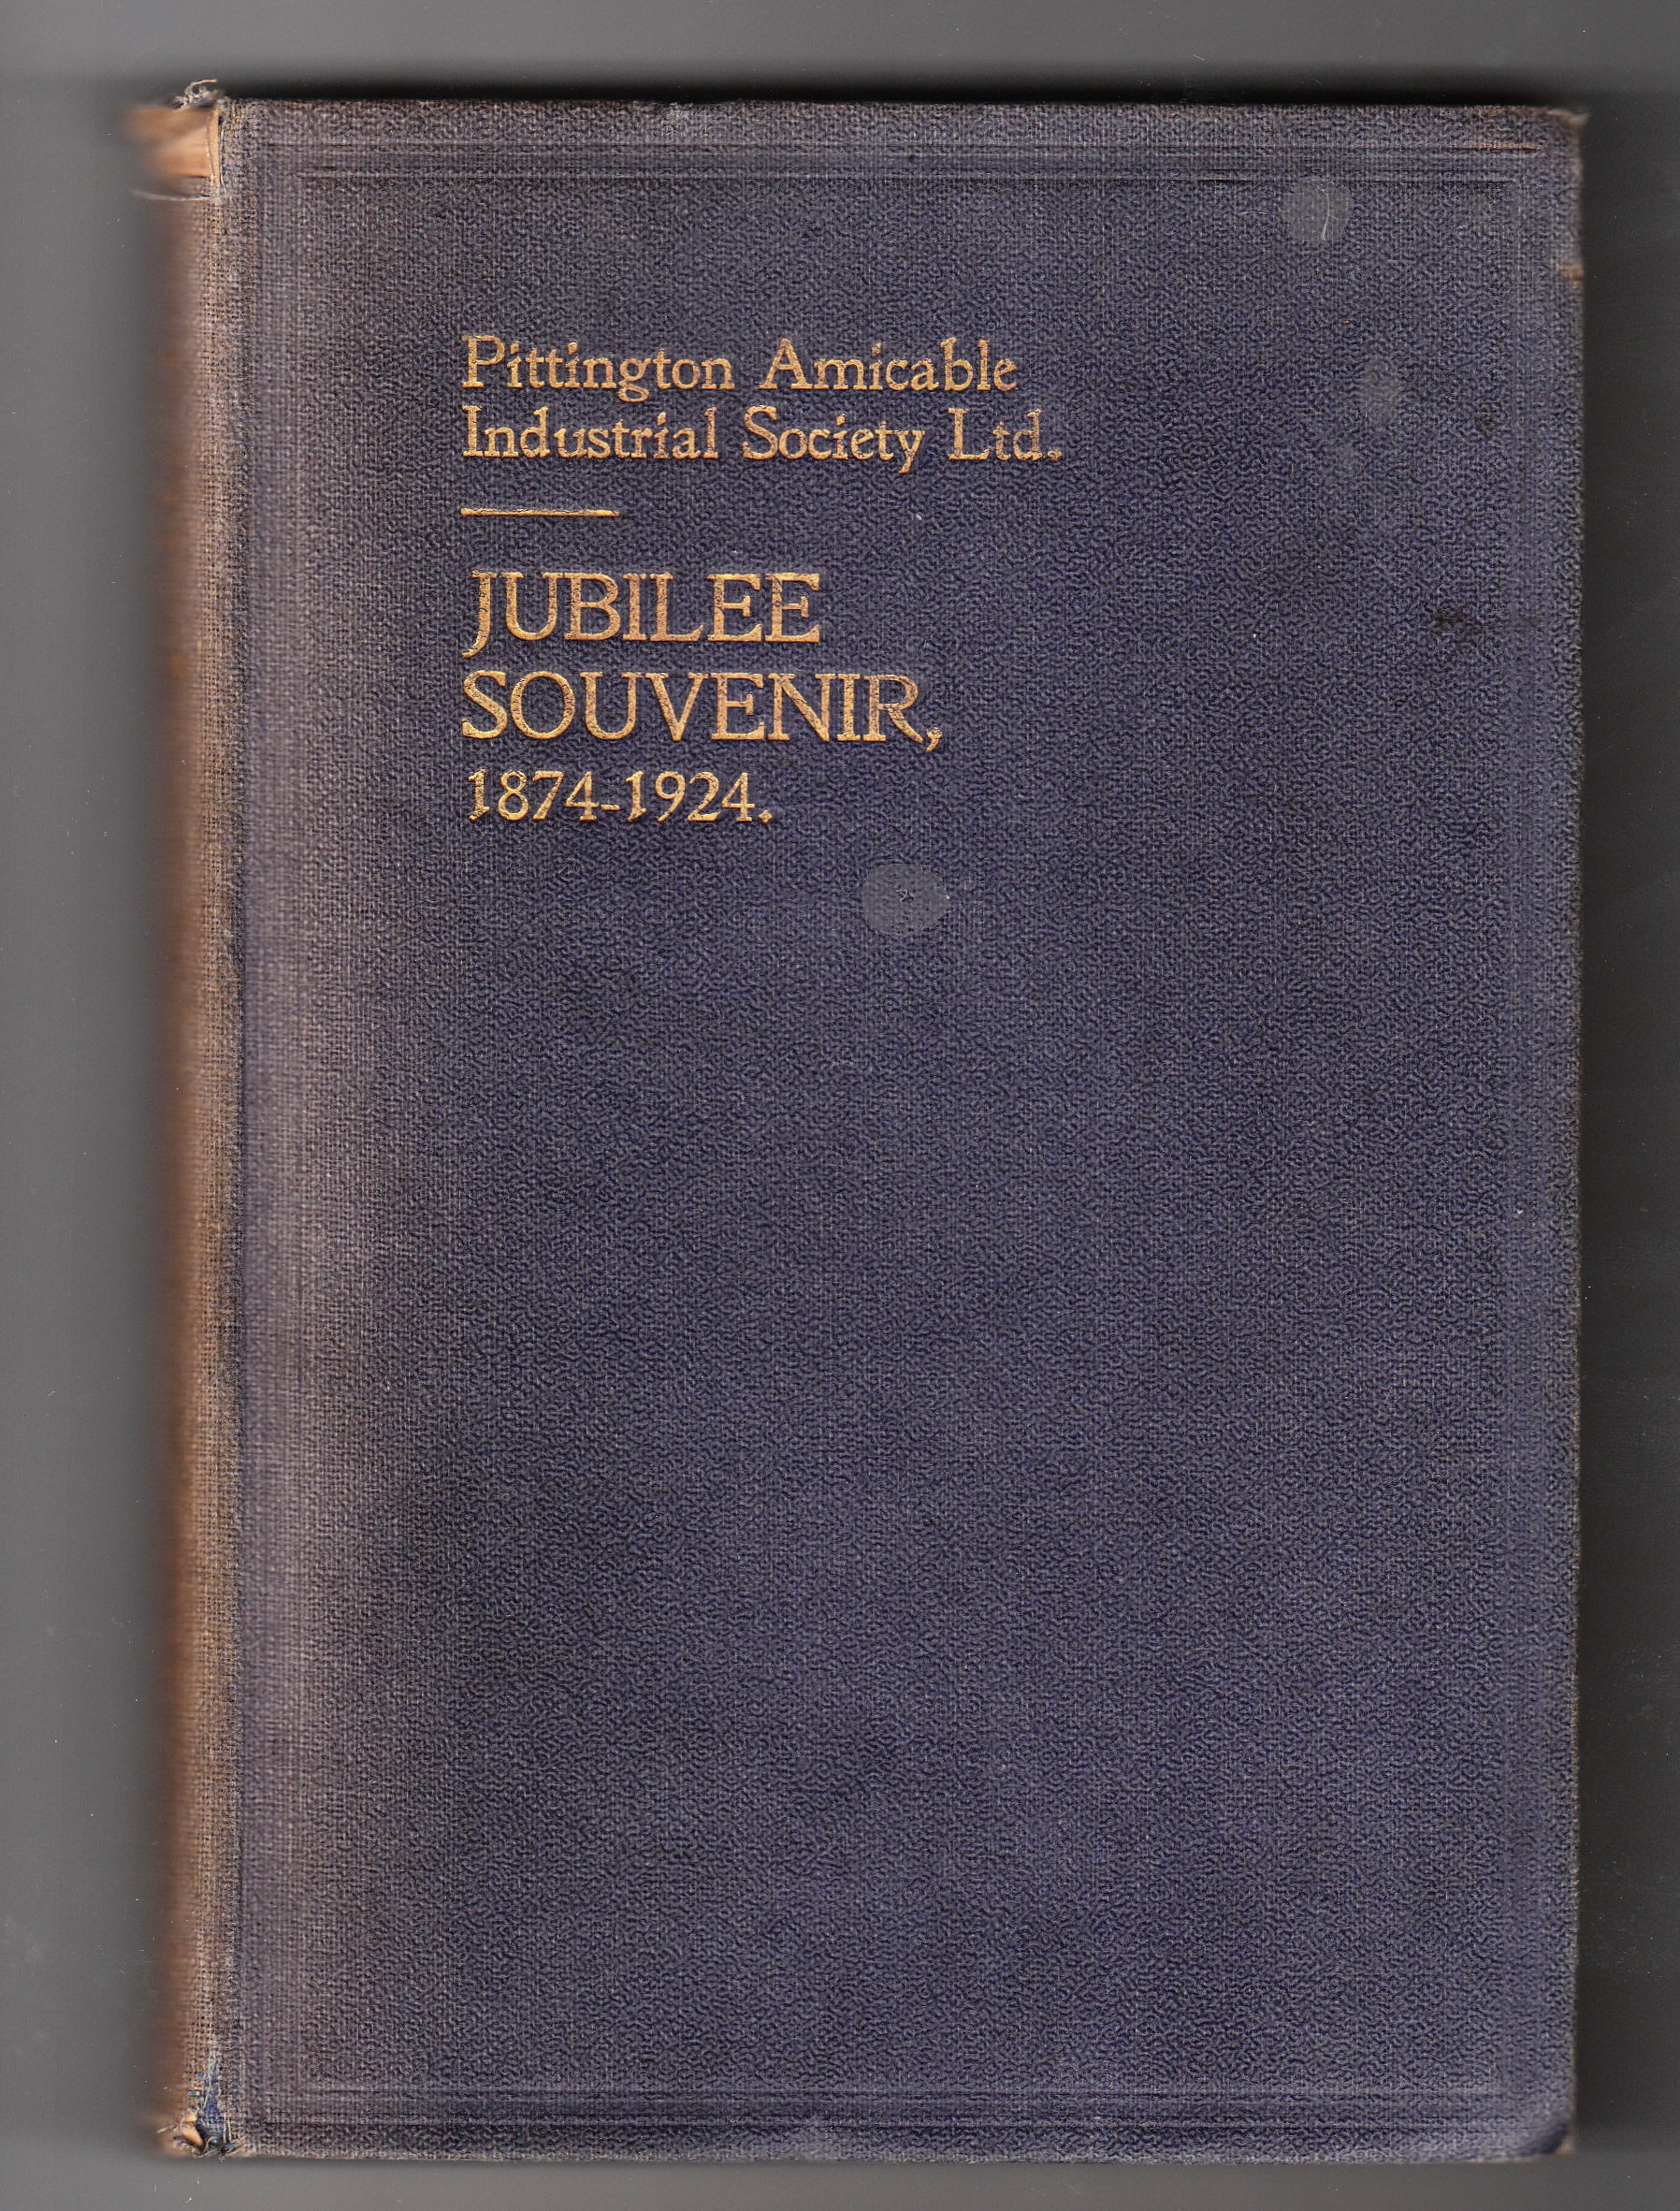 Pittington Amicable
Industrial Society Ltd.
JUBILEE
SOUVENIR,
1874-1924.